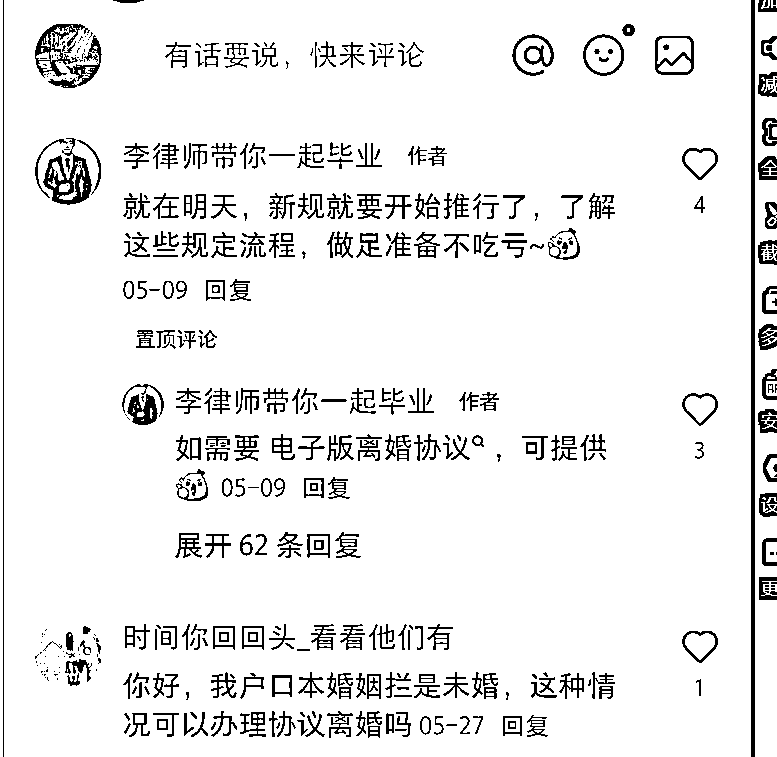 有话要说，快来评论
李律师带你一起毕业 作者
就在明天，新规就要开始推行了，了解
这些规定流程，做足准备不吃亏~
4
05-09 回复
置顶评论
李律师带你一起毕业 作者
如需要 电子版离婚协议，可提供
3
05-09 回复
展开 62 条回复
时间你回回头_看看他们有
你好，我户口本婚姻拦是未婚，这种情
况可以办理协议离婚吗 05-27 回复
1
加
减
全
截
多
安
设
更